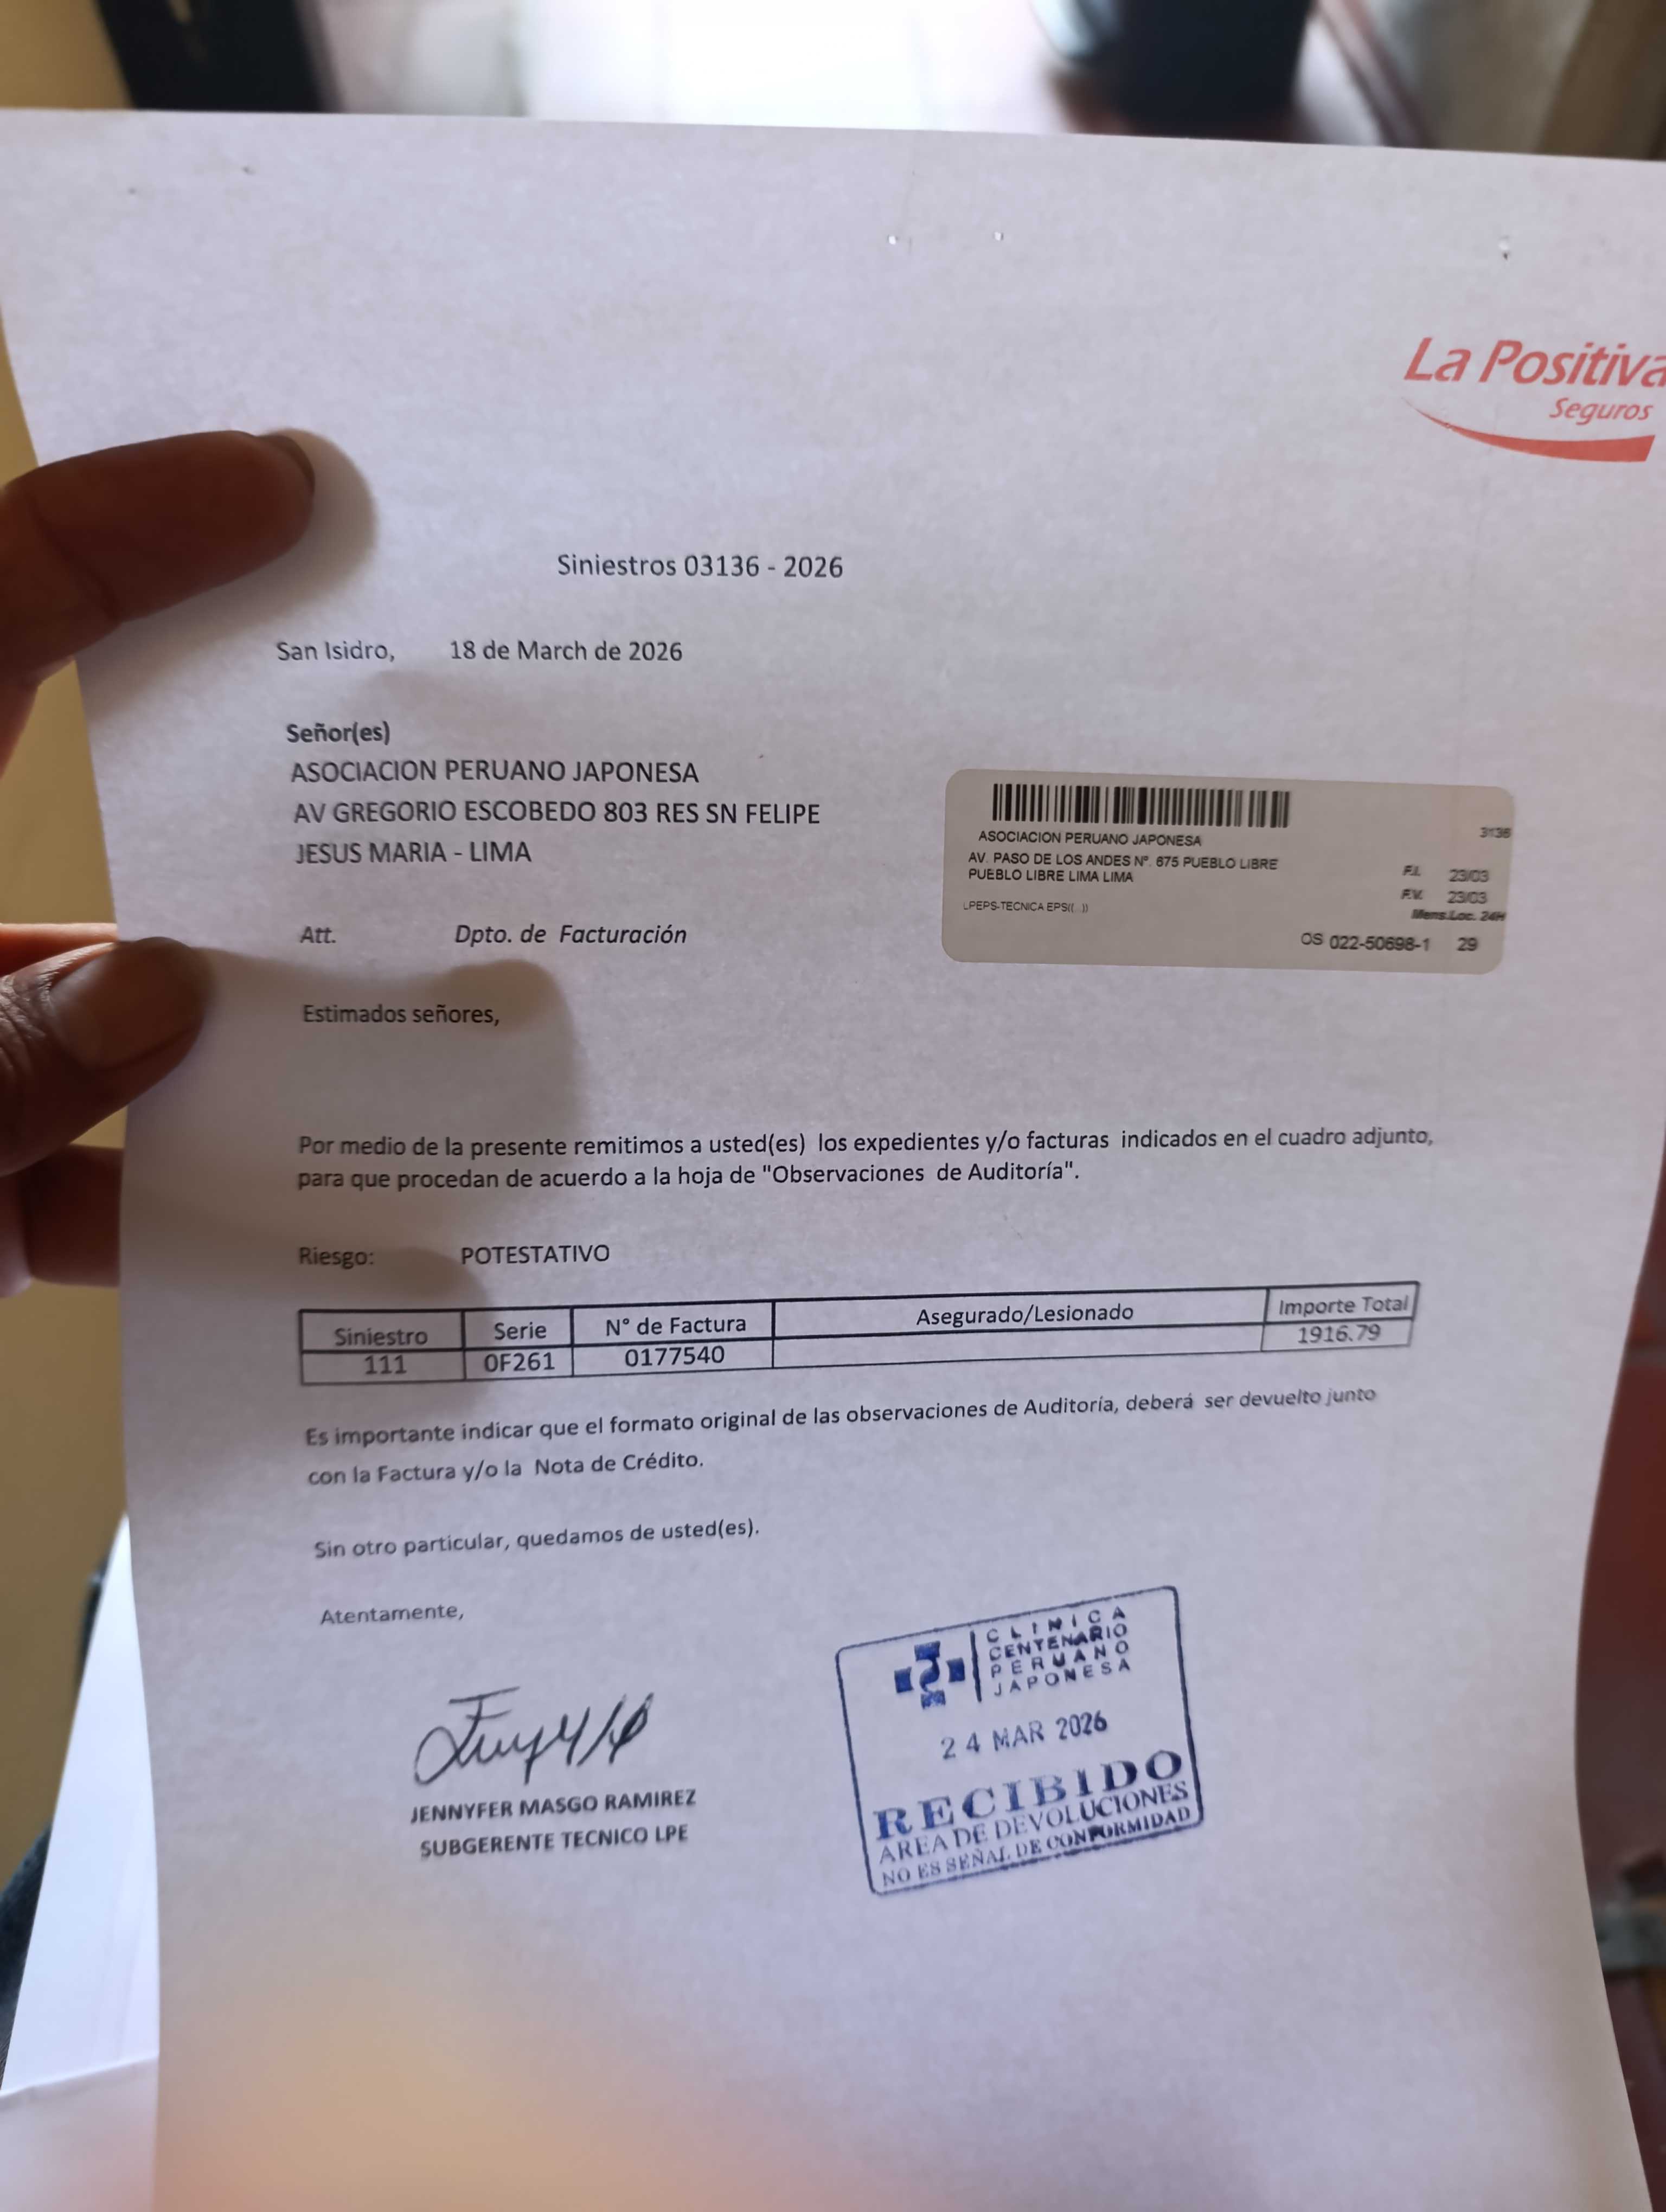 La Positiva
Seguros
Siniestros 03136 - 2026
San Isidro, 18 de March de 2026
Señor(es)
ASOCIACION PERUANO JAPONESA
AV GREGORIO ESCOBEDO 803 RES SN FELIPE
JESUS MARIA - LIMA
3136
ASOCIACION PERUANO JAPONESA
AV. PASO DE LOS ANDES Nº. 675 PUEBLO LIBRE
PUEBLO LIBRE LIMA LIMA
F.I. 23/03
F.V. 23/03
Mens.Loc. 24H
LPEPS-TECNICA EPS((...))
OS 022-50698-1 29
Att. Dpto. de Facturación
Estimados señores,
Por medio de la presente remitimos a usted(es) los expedientes y/o facturas indicados en el cuadro adjunto,
para que procedan de acuerdo a la hoja de "Observaciones de Auditoría".
Riesgo: POTESTATIVO
Siniestro Serie N° de Factura Asegurado/Lesionado Importe Total
111 0F261 0177540 1916.79
Es importante indicar que el formato original de las observaciones de Auditoría, deberá ser devuelto junto
con la Factura y/o la Nota de Crédito.
Sin otro particular, quedamos de usted(es).
Atentamente,
JENNYFER MASGO RAMIREZ
SUBGERENTE TECNICO LPE
CLINICA
CENTENARIO
PERUANO
JAPONESA
24 MAR 2026
RECIBIDO
AREA DE DEVOLUCIONES
NO ES SEÑAL DE CONFORMIDAD